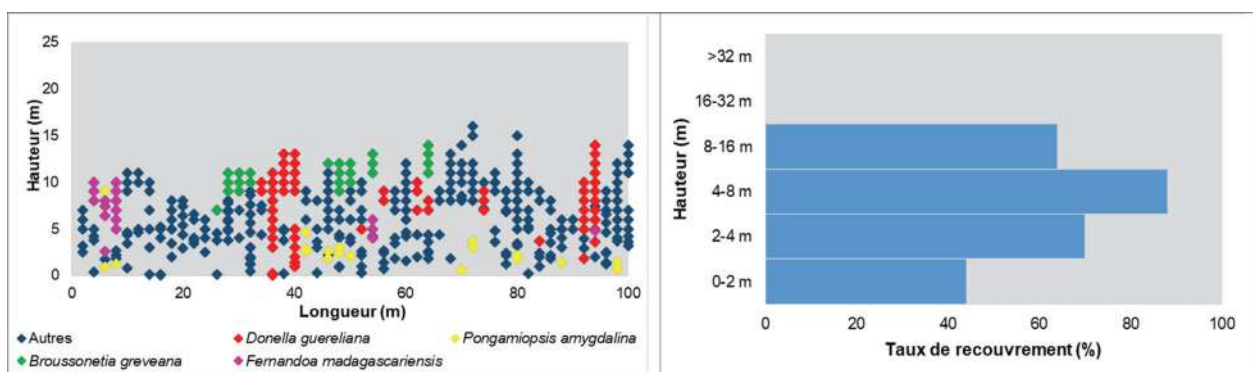 25
20
15
10
5
0
Hauteur (m)
0 20 40 60 80 100
Longueur (m)
Autres Donella guereliana Pongamiopsis amygdalina
Broussonetia greveana Fernandoa madagascariensis
>32 m
16-32 m
8-16 m
4-8 m
2-4 m
0-2 m
Hauteur (m)
0 20 40 60 80 100
Taux de recouvrement (%)